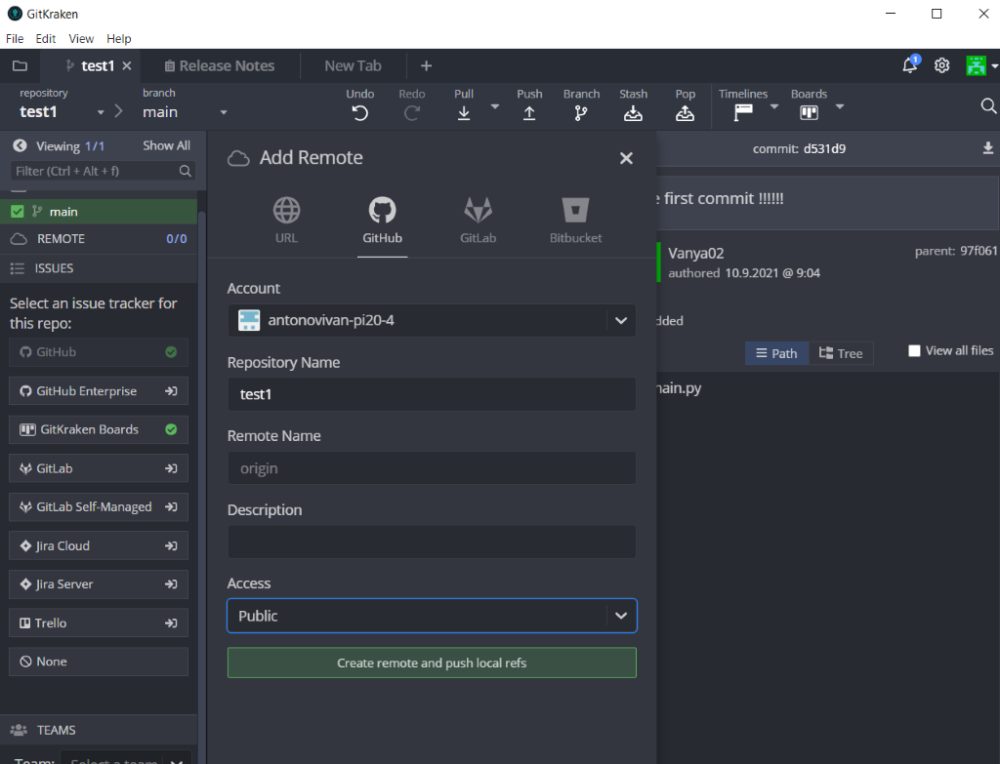 GitKraken
File Edit View Help
test1
Release Notes
New Tab
1
repository
test1
branch
main
Undo
Redo
Pull
Push
Branch
Stash
Pop
Timelines
Boards
Viewing 1/1
Show All
Filter (Ctrl + Alt + f)
main
REMOTE 0/0
ISSUES
Select an issue tracker for
this repo:
GitHub
GitHub Enterprise
GitKraken Boards
GitLab
GitLab Self-Managed
Jira Cloud
Jira Server
Trello
None
TEAMS
Team: Select a team
Add Remote
URL
GitHub
GitLab
Bitbucket
Account
antonovivan-pi20-4
Repository Name
test1
Remote Name
origin
Description
Access
Public
Create remote and push local refs
commit: d531d9
e first commit !!!!!!
Vanya02
authored 10.9.2021 @ 9:04
parent: 97f061
dded
Path
Tree
View all files
main.py